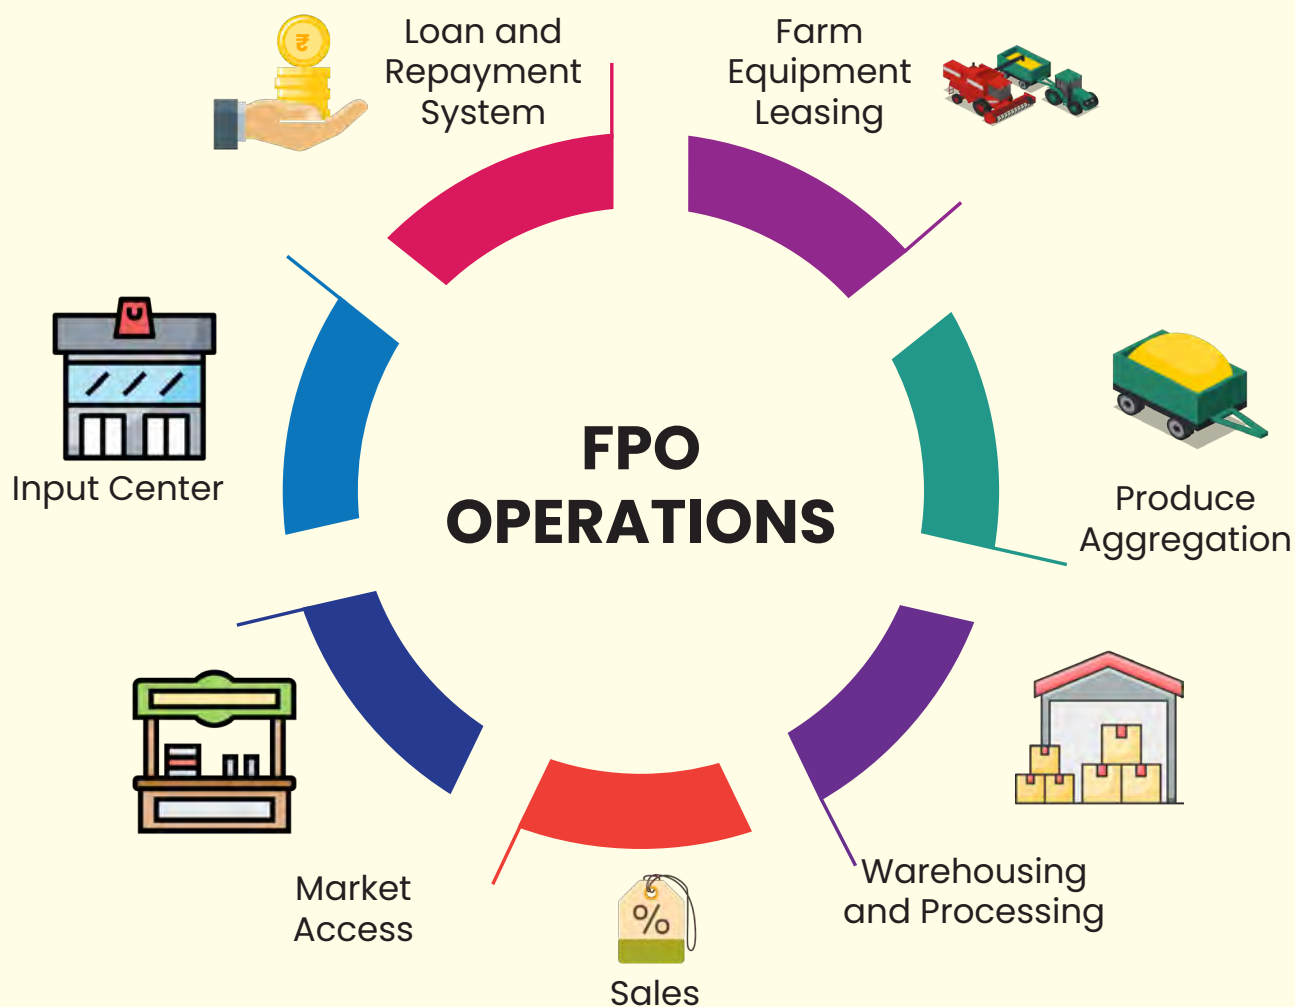 Loan and
Repayment
System
Farm
Equipment
Leasing
₹
Input Center
FPO
OPERATIONS
Produce
Aggregation
Market
Access
%
Sales
Warehousing
and Processing